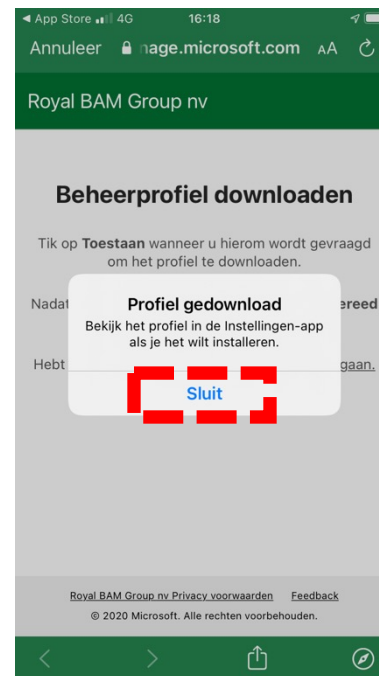 App Store 4G 16:18
Annuleer nage.microsoft.com AA
Royal BAM Group nv
Beheerprofiel downloaden
Tik op Toestaan wanneer u hierom wordt gevraagd
om het profiel te downloaden.
Profiel gedownload
Bekijk het profiel in de Instellingen-app
als je het wilt installeren.
Hebt gaan.
Sluit
Royal BAM Group nv Privacy voorwaarden Feedback
© 2020 Microsoft. Alle rechten voorbehouden.